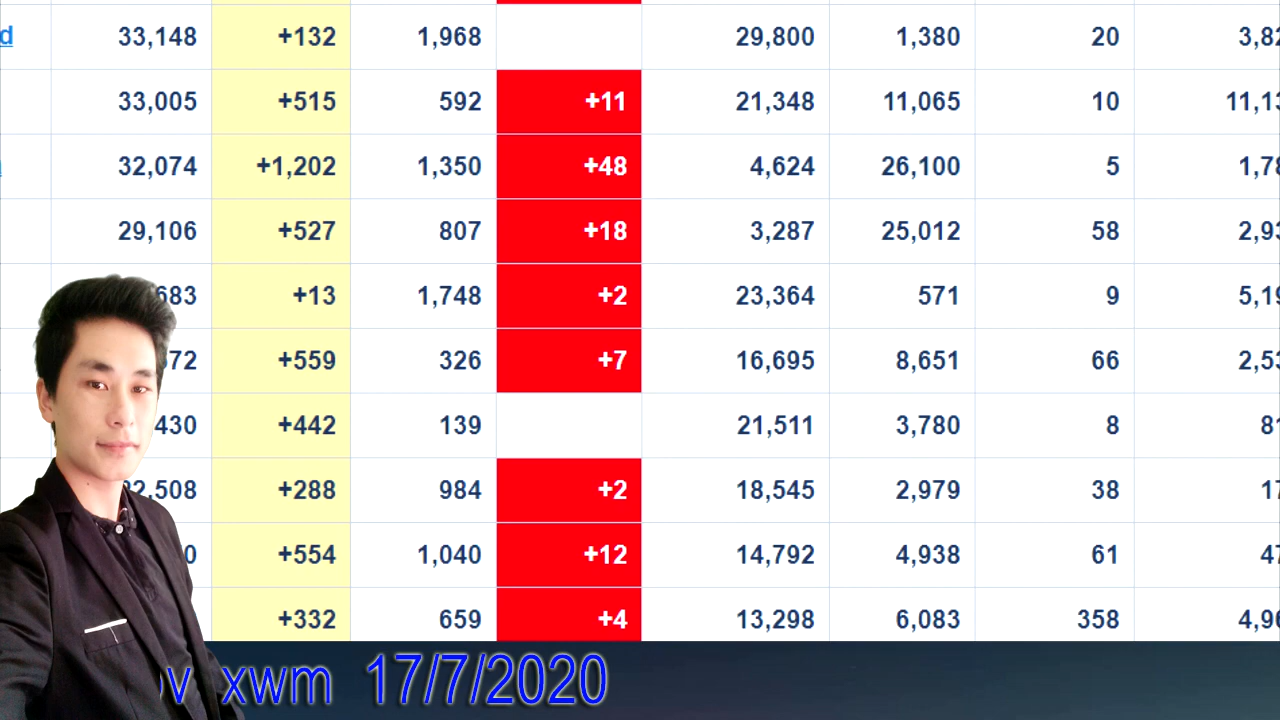 33,148 +132 1,968 29,800 1,380 20
33,005 +515 592 +11 21,348 11,065 10
32,074 +1,202 1,350 +48 4,624 26,100 5
29,106 +527 807 +18 3,287 25,012 58
+13 1,748 +2 23,364 571 9
+559 326 +7 16,695 8,651 66
+442 139 21,511 3,780 8
+288 984 +2 18,545 2,979 38
+554 1,040 +12 14,792 4,938 61
+332 659 +4 13,298 6,083 358
xwm 17/7/2020